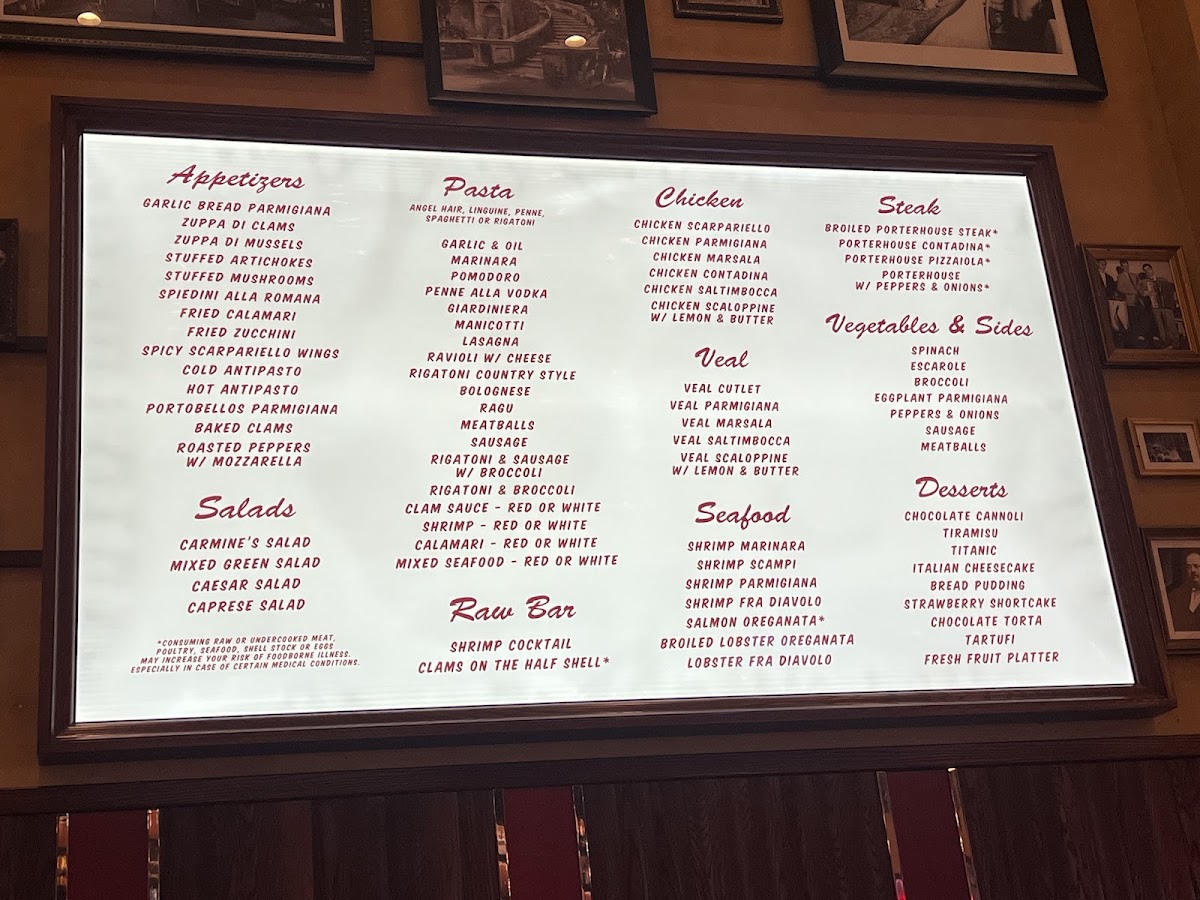 Appetizers
GARLIC BREAD PARMIGIANA
ZUPPA DI CLAMS
ZUPPA DI MUSSELS
STUFFED ARTICHOKES
STUFFED MUSHROOMS
SPIEDINI ALLA ROMANA
FRIED CALAMARI
FRIED ZUCCHINI
SPICY SCARPARIELLO WINGS
COLD ANTIPASTO
HOT ANTIPASTO
PORTOBELLOS PARMIGIANA
BAKED CLAMS
ROASTED PEPPERS
W/ MOZZARELLA
Salads
CARMINE'S SALAD
MIXED GREEN SALAD
CAESAR SALAD
CAPRESE SALAD
*CONSUMING RAW OR UNDERCOOKED MEAT,
POULTRY, SEAFOOD, SHELL STOCK OR EGGS
MAY INCREASE YOUR RISK OF FOODBORNE ILLNESS.
ESPECIALLY IN CASE OF CERTAIN MEDICAL CONDITIONS.
Pasta
ANGEL HAIR, LINGUINE, PENNE,
SPAGHETTI OR RIGATONI
GARLIC & OIL
MARINARA
POMODORO
PENNE ALLA VODKA
GIARDINIERA
MANICOTTI
LASAGNA
RAVIOLI W/ CHEESE
RIGATONI COUNTRY STYLE
BOLOGNESE
RAGU
MEATBALLS
SAUSAGE
RIGATONI & SAUSAGE
W/ BROCCOLI
RIGATONI & BROCCOLI
CLAM SAUCE - RED OR WHITE
SHRIMP - RED OR WHITE
CALAMARI - RED OR WHITE
MIXED SEAFOOD - RED OR WHITE
Raw Bar
SHRIMP COCKTAIL
CLAMS ON THE HALF SHELL*
Chicken
CHICKEN SCARPARIELLO
CHICKEN PARMIGIANA
CHICKEN MARSALA
CHICKEN CONTADINA
CHICKEN SALTIMBOCCA
CHICKEN SCALOPPINE
W/ LEMON & BUTTER
Veal
VEAL CUTLET
VEAL PARMIGIANA
VEAL MARSALA
VEAL SALTIMBOCCA
VEAL SCALOPPINE
W/ LEMON & BUTTER
Seafood
SHRIMP MARINARA
SHRIMP SCAMPI
SHRIMP PARMIGIANA
SHRIMP FRA DIAVOLO
SALMON OREGANATA*
BROILED LOBSTER OREGANATA
LOBSTER FRA DIAVOLO
Steak
BROILED PORTERHOUSE STEAK*
PORTERHOUSE CONTADINA*
PORTERHOUSE PIZZAIOLA*
PORTERHOUSE
W/ PEPPERS & ONIONS*
Vegetables & Sides
SPINACH
ESCAROLE
BROCCOLI
EGGPLANT PARMIGIANA
PEPPERS & ONIONS
SAUSAGE
MEATBALLS
Desserts
CHOCOLATE CANNOLI
TIRAMISU
TITANIC
ITALIAN CHEESECAKE
BREAD PUDDING
STRAWBERRY SHORTCAKE
CHOCOLATE TORTA
TARTUFI
FRESH FRUIT PLATTER